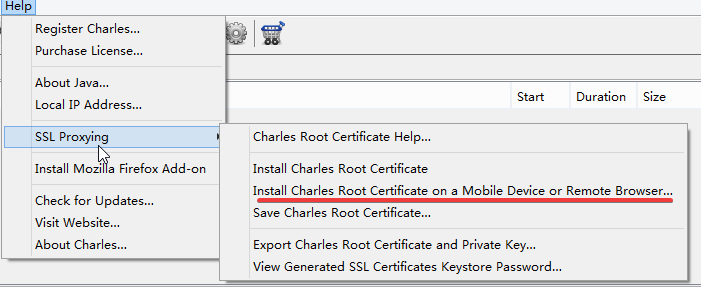 Help
Register Charles...
Purchase License...
About Java...
Local IP Address...
Start Duration Size
SSL Proxying
Charles Root Certificate Help...
Install Mozilla Firefox Add-on
Install Charles Root Certificate
Install Charles Root Certificate on a Mobile Device or Remote Browser...
Check for Updates...
Save Charles Root Certificate...
Visit Website...
About Charles...
Export Charles Root Certificate and Private Key...
View Generated SSL Certificates Keystore Password...